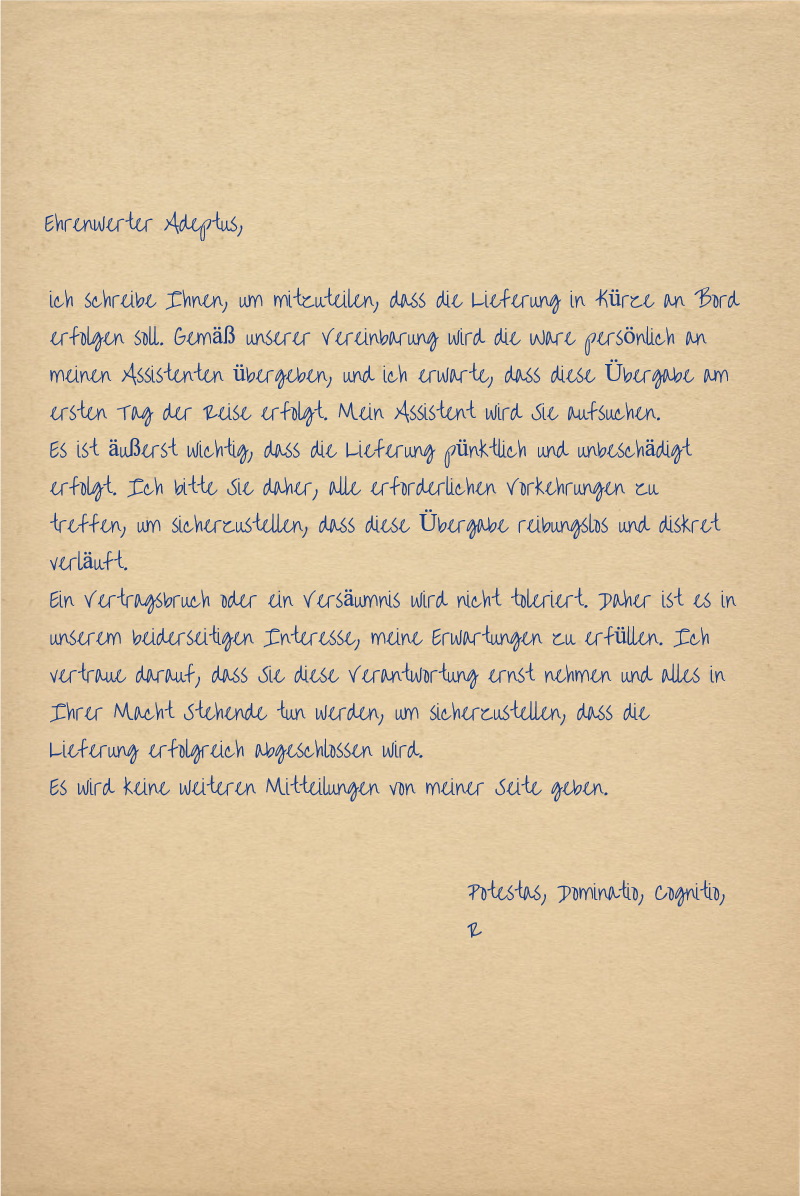 Ehrenwerter Adeptus,
ich schreibe Ihnen, um mitzuteilen, dass die Lieferung in Kürze an Bord
erfolgen soll. Gemäß unserer Vereinbarung wird die Ware persönlich an
meinen Assistenten übergeben, und ich erwarte, dass diese Übergabe am
ersten Tag der Reise erfolgt. Mein Assistent wird Sie aufsuchen.
Es ist äußerst wichtig, dass die Lieferung pünktlich und unbeschädigt
erfolgt. Ich bitte Sie daher, alle erforderlichen Vorkehrungen zu
treffen, um sicherzustellen, dass diese Übergabe reibungslos und diskret
verläuft.
Ein Vertragsbruch oder ein Versäumnis wird nicht toleriert. Daher ist es in
unserem beiderseitigen Interesse, meine Erwartungen zu erfüllen. Ich
vertraue darauf, dass Sie diese Verantwortung ernst nehmen und alles in
Ihrer Macht Stehende tun werden, um sicherzustellen, dass die
Lieferung erfolgreich abgeschlossen wird.
Es wird keine weiteren Mitteilungen von meiner Seite geben.
Potestas, Dominatio, Cognitio,
R